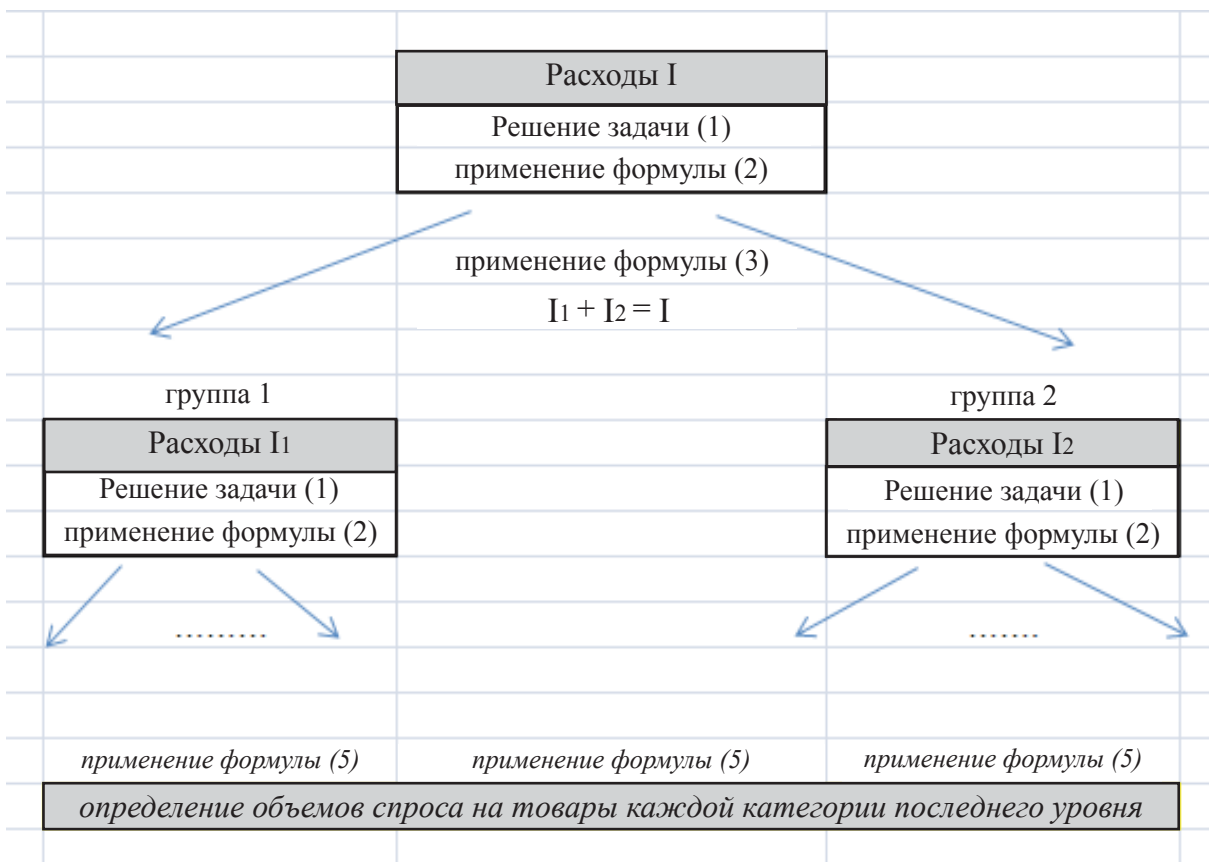 Расходы I
Решение задачи (1)
применение формулы (2)
применение формулы (3)
I1 + I2 = I
группа 1
группа 2
Расходы I1
Расходы I2
Решение задачи (1)
применение формулы (2)
Решение задачи (1)
применение формулы (2)
.........
.......
применение формулы (5)
применение формулы (5)
применение формулы (5)
определение объемов спроса на товары каждой категории последнего уровня